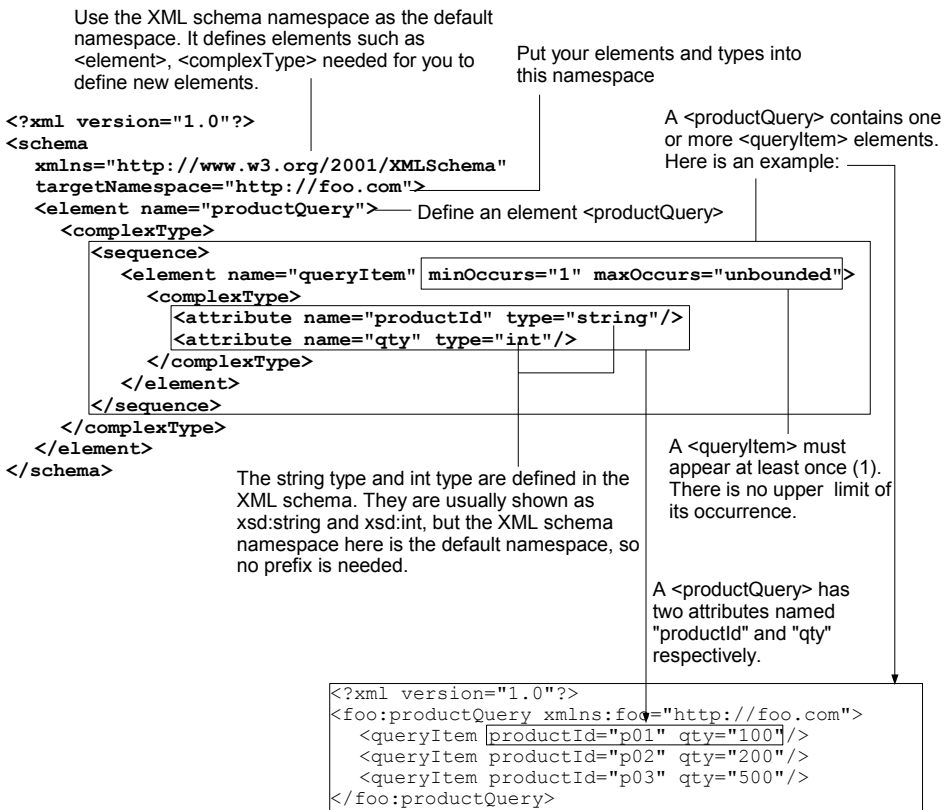 Use the XML schema namespace as the default
namespace. It defines elements such as
<element>, <complexType> needed for you to
define new elements.
Put your elements and types into
this namespace
A <productQuery> contains one
or more <queryItem> elements.
Here is an example:
<?xml version="1.0"?>
<schema
xmlns="http://www.w3.org/2001/XMLSchema"
targetNamespace="http://foo.com">
<element name="productQuery">
Define an element <productQuery>
<complexType>
<sequence>
<element name="queryItem" minOccurs="1" maxOccurs="unbounded">
<complexType>
<attribute name="productId" type="string"/>
<attribute name="qty" type="int"/>
</complexType>
</element>
</sequence>
</complexType>
</element>
</schema>
The string type and int type are defined in the
XML schema. They are usually shown as
xsd:string and xsd:int, but the XML schema
namespace here is the default namespace, so
no prefix is needed.
A <queryItem> must
appear at least once (1).
There is no upper limit of
its occurrence.
A <productQuery> has
two attributes named
"productId" and "qty"
respectively.
<?xml version="1.0"?>
<foo:productQuery xmlns:foo="http://foo.com">
<queryItem productId="p01" qty="100"/>
<queryItem productId="p02" qty="200"/>
<queryItem productId="p03" qty="500"/>
</foo:productQuery>